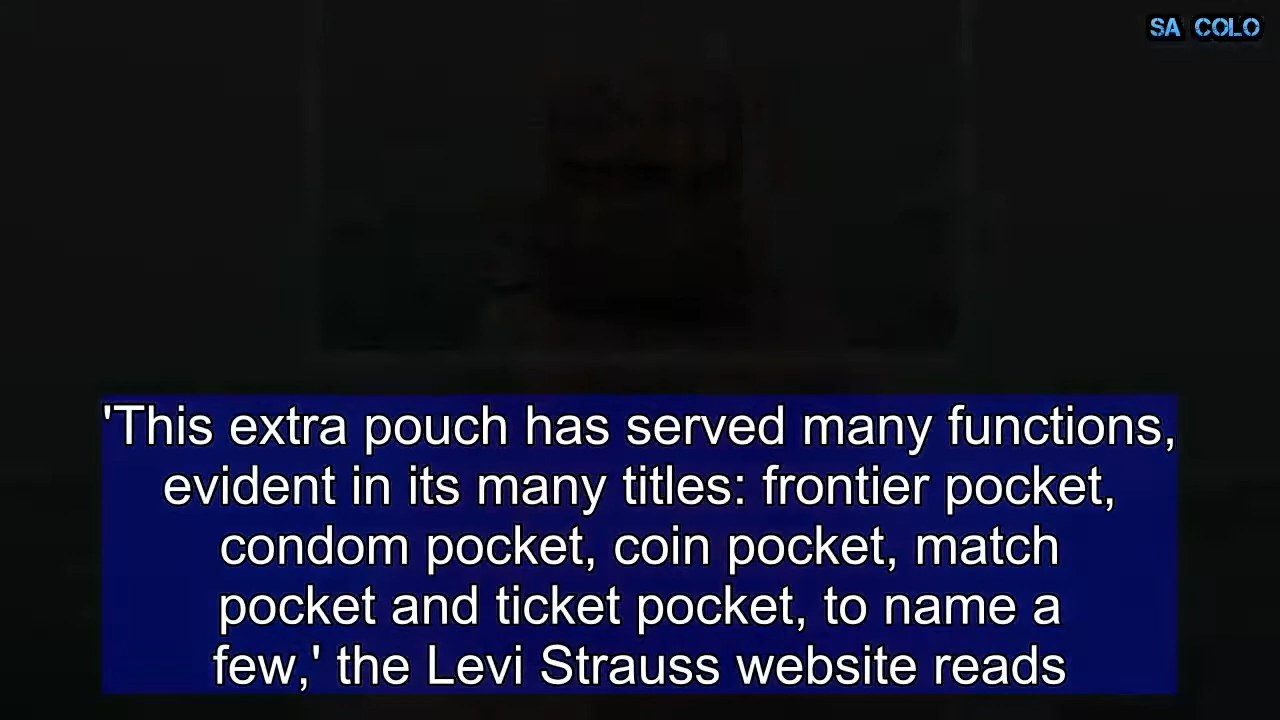 SA COLO
'This extra pouch has served many functions,
evident in its many titles: frontier pocket,
condom pocket, coin pocket, match
pocket and ticket pocket, to name a
few,' the Levi Strauss website reads